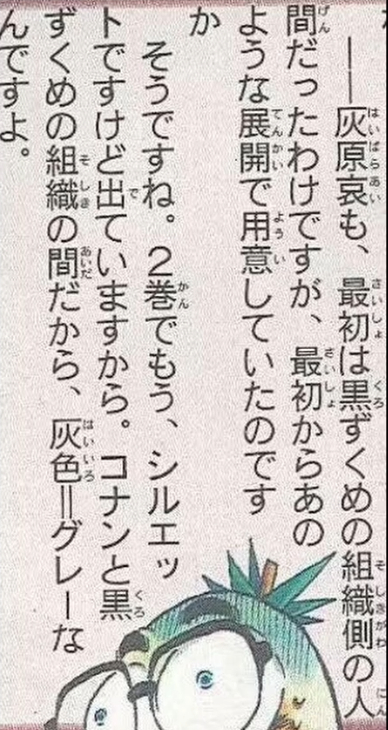 ――灰原哀も、最初は黒ずくめの組織側の人
間だったわけですが、最初からあの
ような展開で用意していたのです
か
そうですね。2巻でもう、シルエッ
トですけど出ていますから。コナンと黒
ずくめの組織の間だから、灰色=グレーな
んですよ。